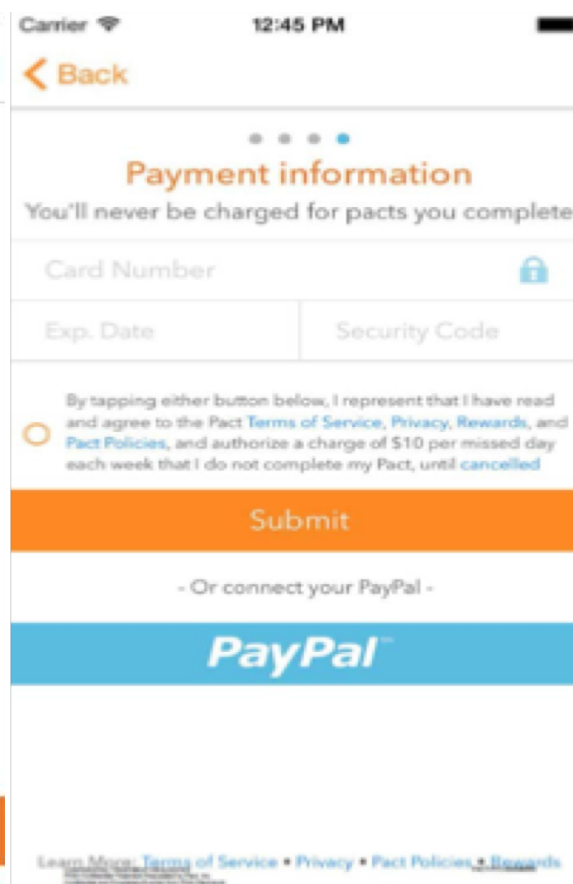 Carrier 12:45 PM
Back
Payment information
You'll never be charged for pacts you complete
Card Number
Exp. Date Security Code
By tapping either button below, I represent that I have read
and agree to the Pact Terms of Service, Privacy, Rewards, and
Pact Policies, and authorize a charge of $10 per missed day
each week that I do not complete my Pact, until cancelled
Submit
- Or connect your PayPal -
PayPal
Learn More: Terms of Service • Privacy • Pact Policies • Rewards